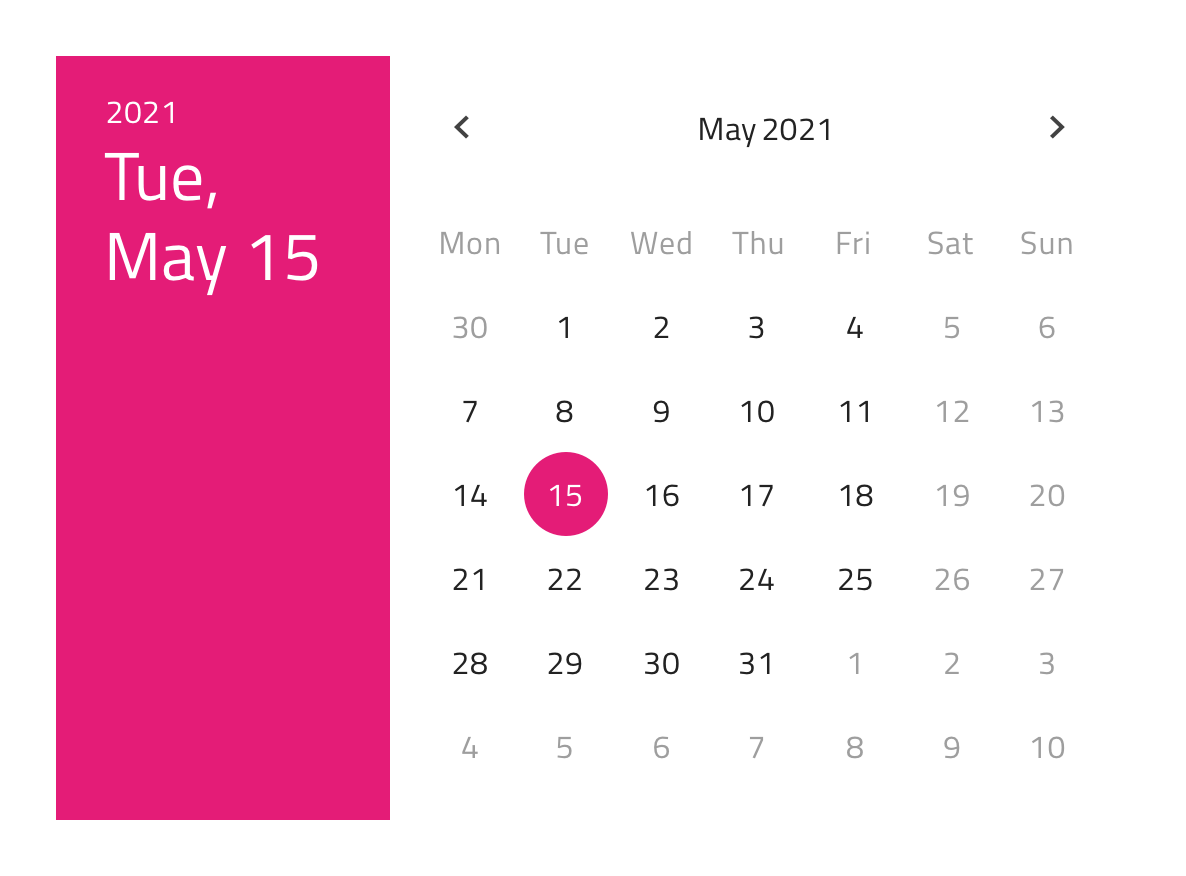 2021
Tue,
May 15
May 2021
Mon Tue Wed Thu Fri Sat Sun
30 1 2 3 4 5 6
7 8 9 10 11 12 13
14 15 16 17 18 19 20
21 22 23 24 25 26 27
28 29 30 31 1 2 3
4 5 6 7 8 9 10